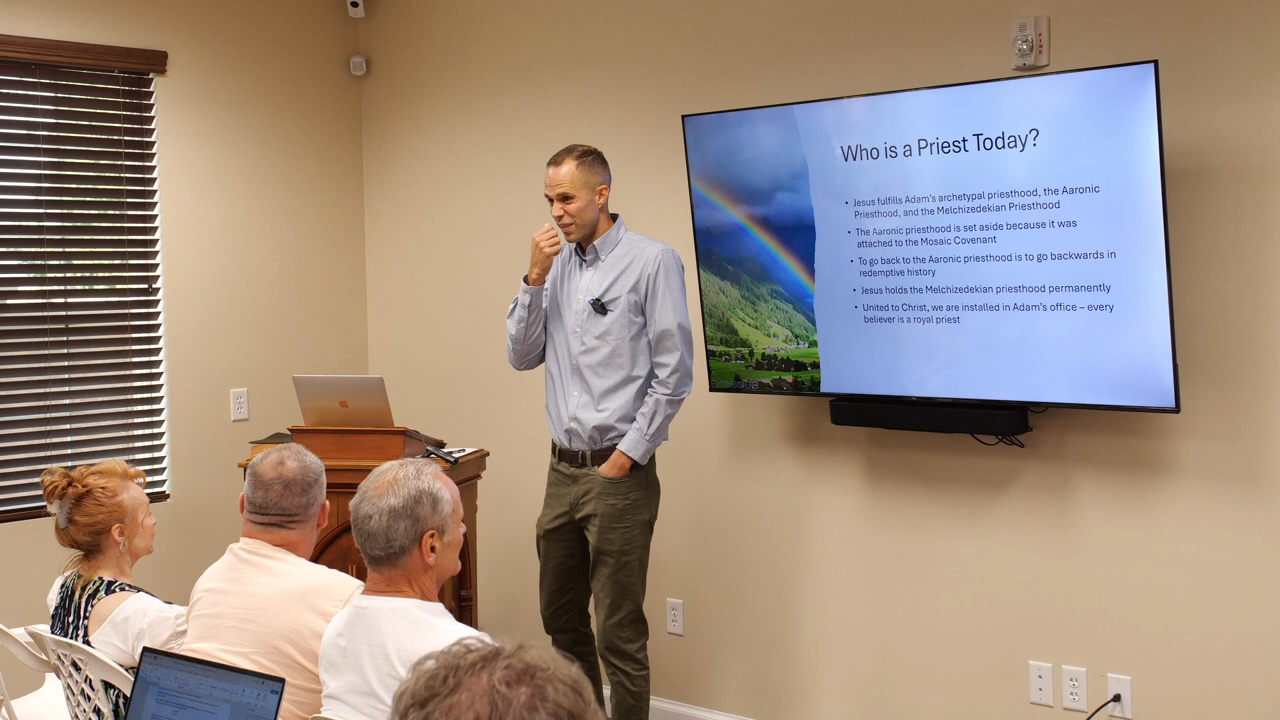 FIRE
Who is a Priest Today?
• Jesus fulfills Adam's archetypal priesthood, the Aaronic
Priesthood, and the Melchizedekian Priesthood
• The Aaronic priesthood is set aside because it was
attached to the Mosaic Covenant
• To go back to the Aaronic priesthood is to go backwards in
redemptive history
• Jesus holds the Melchizedekian priesthood permanently
• United to Christ, we are installed in Adam's office – every
believer is a royal priest